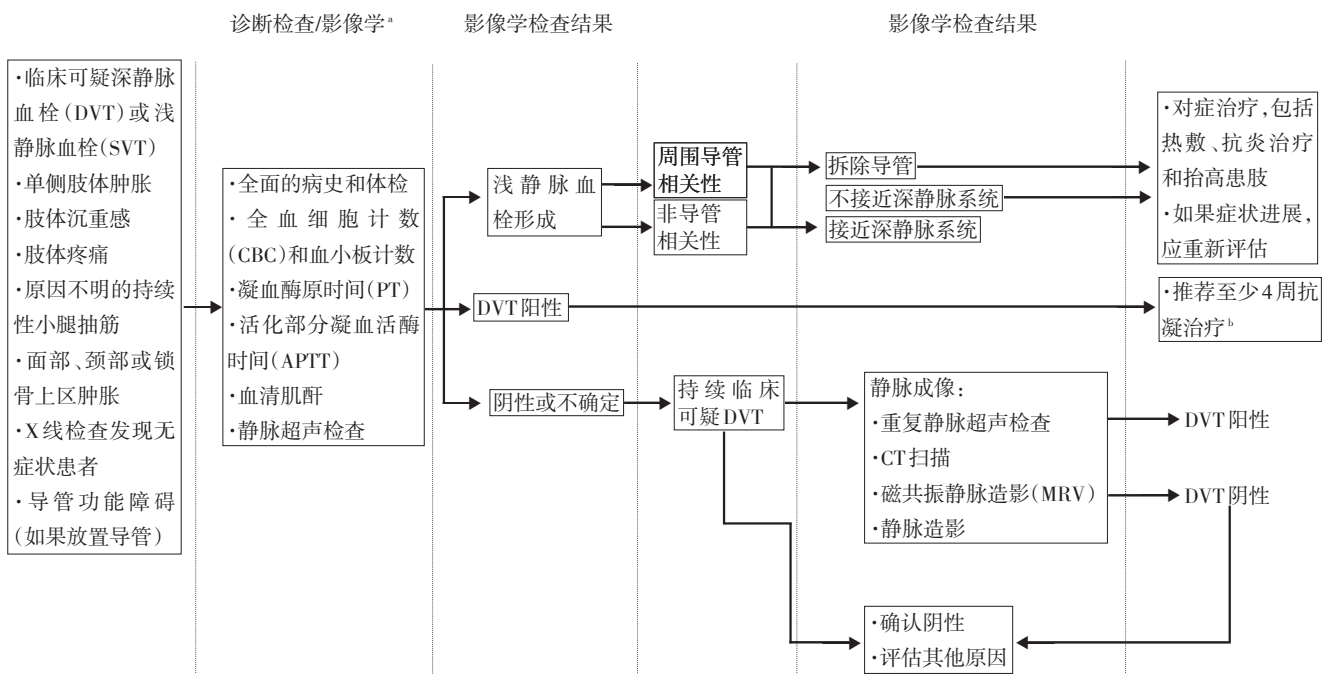 诊断检查/影像学a
影像学检查结果
影像学检查结果
·临床可疑深静脉
血栓(DVT)或浅
静脉血栓(SVT)
·单侧肢体肿胀
·肢体沉重感
·肢体疼痛
·原因不明的持续
性小腿抽筋
·面部、颈部或锁
骨上区肿胀
·X线检查发现无
症状患者
·导管功能障碍
(如果放置导管)
·全面的病史和体检
·全血细胞计数
(CBC)和血小板计数
·凝血酶原时间(PT)
·活化部分凝血活酶
时间(APTT)
·血清肌酐
·静脉超声检查
浅静脉血
栓形成
周围导管
相关性
非导管
相关性
拆除导管
不接近深静脉系统
接近深静脉系统
·对症治疗,包括
热敷、抗炎治疗
和抬高患肢
·如果症状进展,
应重新评估
DVT阳性
·推荐至少4周抗
凝治疗b
阴性或不确定
持续临床
可疑DVT
静脉成像:
·重复静脉超声检查
·CT扫描
·磁共振静脉造影(MRV)
·静脉造影
DVT阳性
DVT阴性
·确认阴性
·评估其他原因